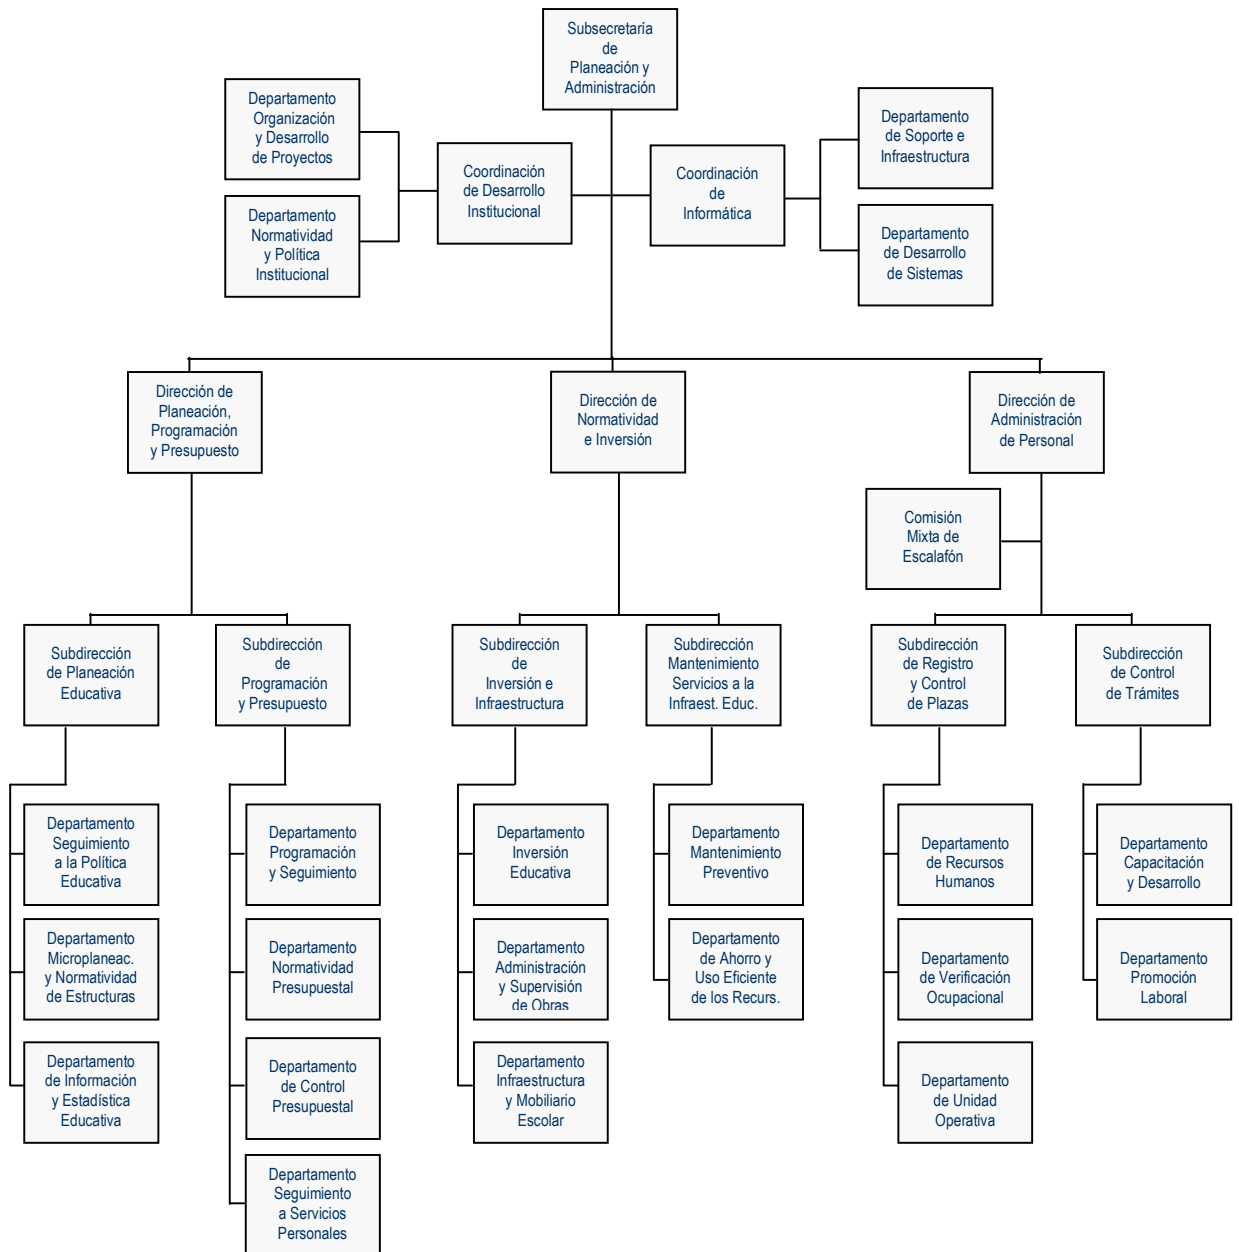 Subsecretaría
de
Planeación y
Administración
Departamento
Organización
y Desarrollo
de Proyectos
Departamento
de Soporte e
Infraestructura
Coordinación
de Desarrollo
Institucional
Coordinación
de
Informática
Departamento
Normatividad
y Política
Institucional
Departamento
de Desarrollo
de Sistemas
Dirección de
Planeación,
Programación
y Presupuesto
Dirección de
Normatividad
e Inversión
Dirección de
Administración
de Personal
Comisión
Mixta de
Escalafón
Subdirección
de Planeación
Educativa
Subdirección
de
Programación
y Presupuesto
Subdirección
de
Inversión e
Infraestructura
Subdirección
Mantenimiento
Servicios a la
Infraest. Educ.
Subdirección
de Registro
y Control
de Plazas
Subdirección
de Control
de Trámites
Departamento
Seguimiento
a la Política
Educativa
Departamento
Programación
y Seguimiento
Departamento
Inversión
Educativa
Departamento
Mantenimiento
Preventivo
Departamento
de Recursos
Humanos
Departamento
Capacitación
y Desarrollo
Departamento
Microplaneac.
y Normatividad
de Estructuras
Departamento
Normatividad
Presupuestal
Departamento
Administración
y Supervisión
de Obras
Departamento
de Ahorro y
Uso Eficiente
de los Recurs.
Departamento
de Verificación
Ocupacional
Departamento
Promoción
Laboral
Departamento
de Información
y Estadística
Educativa
Departamento
de Control
Presupuestal
Departamento
Infraestructura
y Mobiliario
Escolar
Departamento
de Unidad
Operativa
Departamento
Seguimiento
a Servicios
Personales